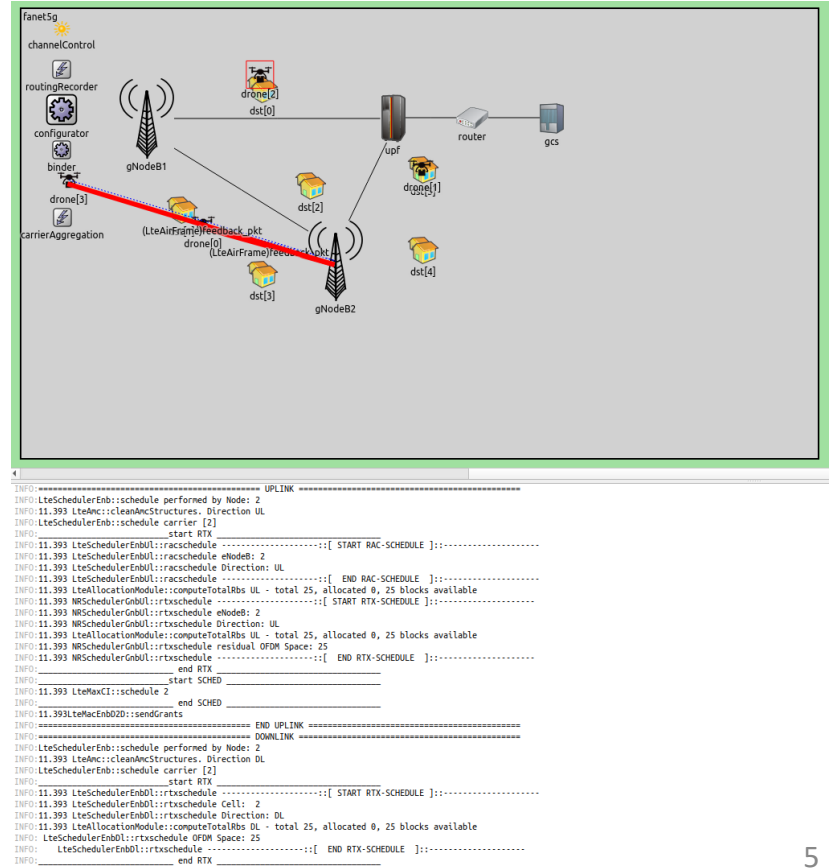 fanet5g
channelControl
routingRecorder
configurator
binder
drone[3]
carrierAggregation
gNodeB1
drone[2]
dst[0]
upf
router
gcs
drone[1]
dst[2]
(LteAirFrame)feedback_pkt
drone[0]
(LteAirFrame)feedback_pkt
dst[3]
gNodeB2
dst[4]
INFO:============================================== UPLINK ==============================================
INFO:LteSchedulerEnb::schedule performed by Node: 2
INFO:11.393 LteAmc::cleanAmcStructures. Direction UL
INFO:LteSchedulerEnb::schedule carrier [2]
INFO:___________________________start RTX _________________________________
INFO:11.393 LteSchedulerEnbUl::racschedule --------------------::[ START RAC-SCHEDULE ]::--------------------
INFO:11.393 LteSchedulerEnbUl::racschedule eNodeB: 2
INFO:11.393 LteSchedulerEnbUl::racschedule Direction: UL
INFO:11.393 LteSchedulerEnbUl::racschedule --------------------::[  END RAC-SCHEDULE  ]::--------------------
INFO:11.393 LteAllocationModule::computeTotalRbs UL - total 25, allocated 0, 25 blocks available
INFO:11.393 NRSchedulerGnbUl::rtxschedule --------------------::[ START RTX-SCHEDULE ]::--------------------
INFO:11.393 NRSchedulerGnbUl::rtxschedule eNodeB: 2
INFO:11.393 NRSchedulerGnbUl::rtxschedule Direction: UL
INFO:11.393 LteAllocationModule::computeTotalRbs UL - total 25, allocated 0, 25 blocks available
INFO:11.393 NRSchedulerGnbUl::rtxschedule residual OFDM Space: 25
INFO:11.393 NRSchedulerGnbUl::rtxschedule --------------------::[  END RTX-SCHEDULE  ]::--------------------
INFO:____________________________ end RTX __________________________________
INFO:___________________________start SCHED ________________________________
INFO:11.393 LteMaxCI::schedule 2
INFO:____________________________ end SCHED ________________________________
INFO:11.393LteMacEnbD2D::sendGrants
INFO:============================================ END UPLINK ============================================
INFO:============================================ DOWNLINK ==============================================
INFO:LteSchedulerEnb::schedule performed by Node: 2
INFO:11.393 LteAmc::cleanAmcStructures. Direction DL
INFO:LteSchedulerEnb::schedule carrier [2]
INFO:___________________________start RTX _________________________________
INFO:11.393 LteSchedulerEnbDl::rtxschedule --------------------::[ START RTX-SCHEDULE ]::--------------------
INFO:11.393 LteSchedulerEnbDl::rtxschedule Cell:  2
INFO:11.393 LteSchedulerEnbDl::rtxschedule Direction: DL
INFO:11.393 LteAllocationModule::computeTotalRbs DL - total 25, allocated 0, 25 blocks available
INFO: LteSchedulerEnbDl::rtxschedule OFDM Space: 25
INFO:    LteSchedulerEnbDl::rtxschedule --------------------::[  END RTX-SCHEDULE  ]::--------------------
INFO:____________________________ end RTX __________________________________
5